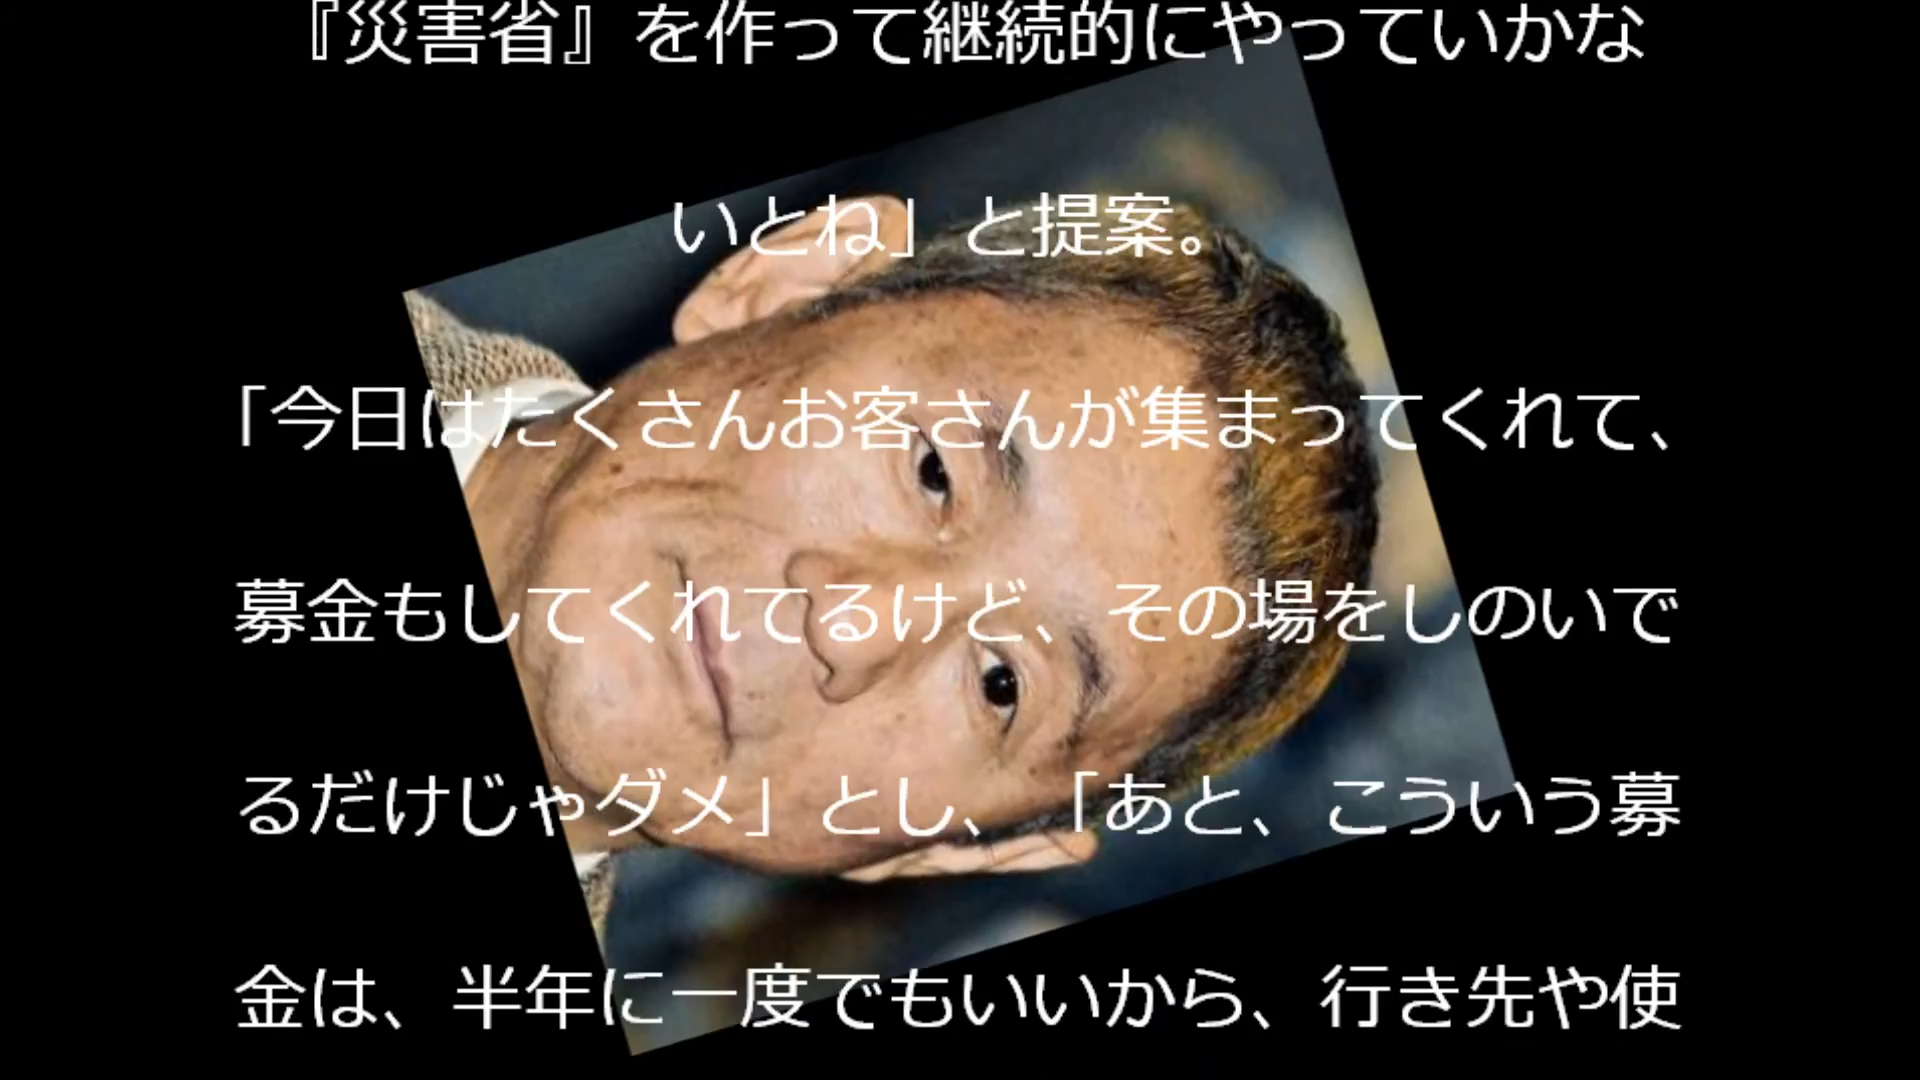 『災害省』を作って継続的にやっていかな
いとね」と提案。
「今日はたくさんお客さんが集まってくれて、
募金もしてくれてるけど、その場をしのいで
るだけじゃダメ」とし、「あと、こういう募
金は、半年に一度でもいいから、行き先や使